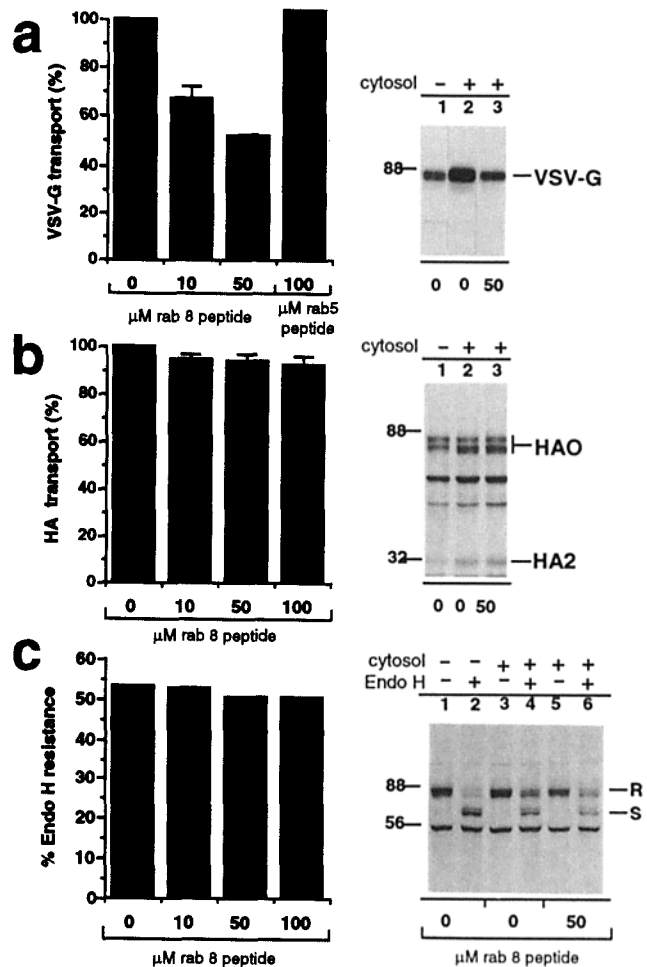 a
VSV-G transport (%)
100
80
60
40
20
0
0 10 50 100
μM rab 8 peptide
μM rab5 peptide
cytosol – + +
1 2 3
88
VSV-G
0 0 50
b
HA transport (%)
100
80
60
40
20
0
0 10 50 100
μM rab 8 peptide
cytosol – + +
1 2 3
88
HAO
32
HA2
0 0 50
c
% Endo H resistance
60
50
40
30
20
10
0
0 10 50 100
μM rab 8 peptide
cytosol – – + + + +
Endo H – + – + – +
1 2 3 4 5 6
88
R
S
56
0 0 50
μM rab 8 peptide